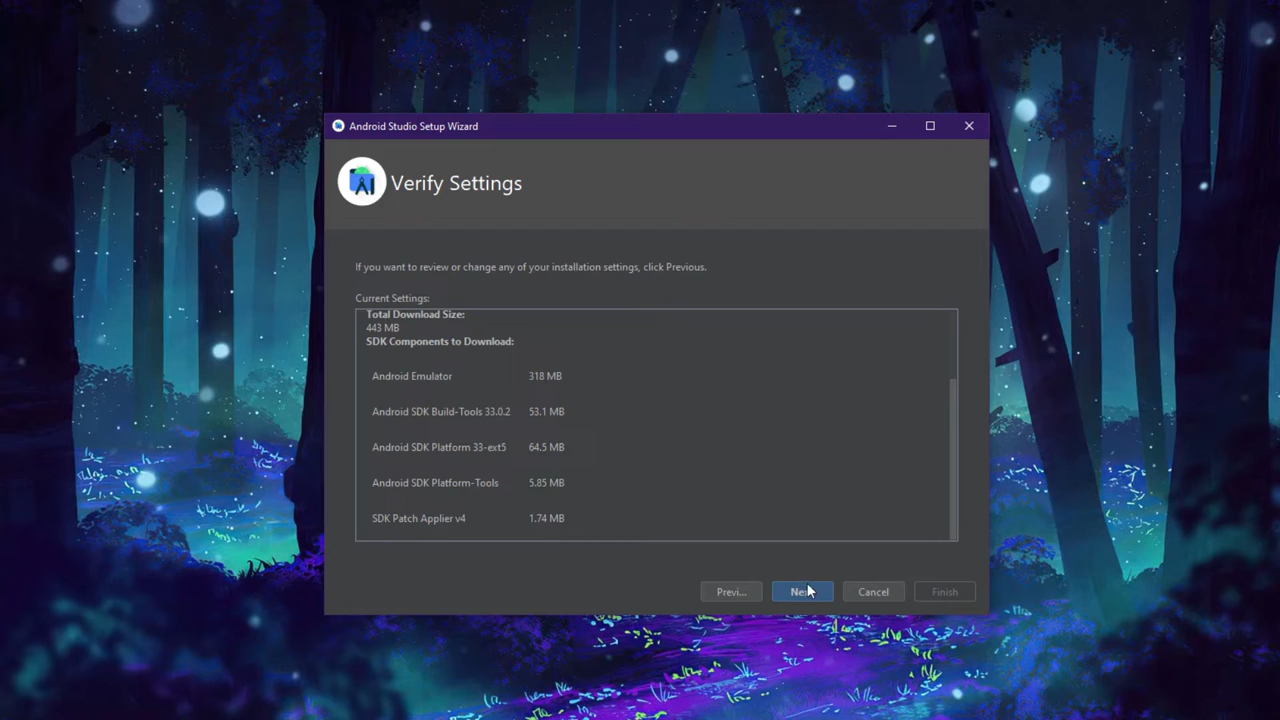 Android Studio Setup Wizard
Verify Settings
If you want to review or change any of your installation settings, click Previous.
Current Settings:
Total Download Size:
443 MB
SDK Components to Download:
Android Emulator 318 MB
Android SDK Build-Tools 33.0.2 53.1 MB
Android SDK Platform 33-ext5 64.5 MB
Android SDK Platform-Tools 5.85 MB
SDK Patch Applier v4 1.74 MB
Previ... Cancel Finish